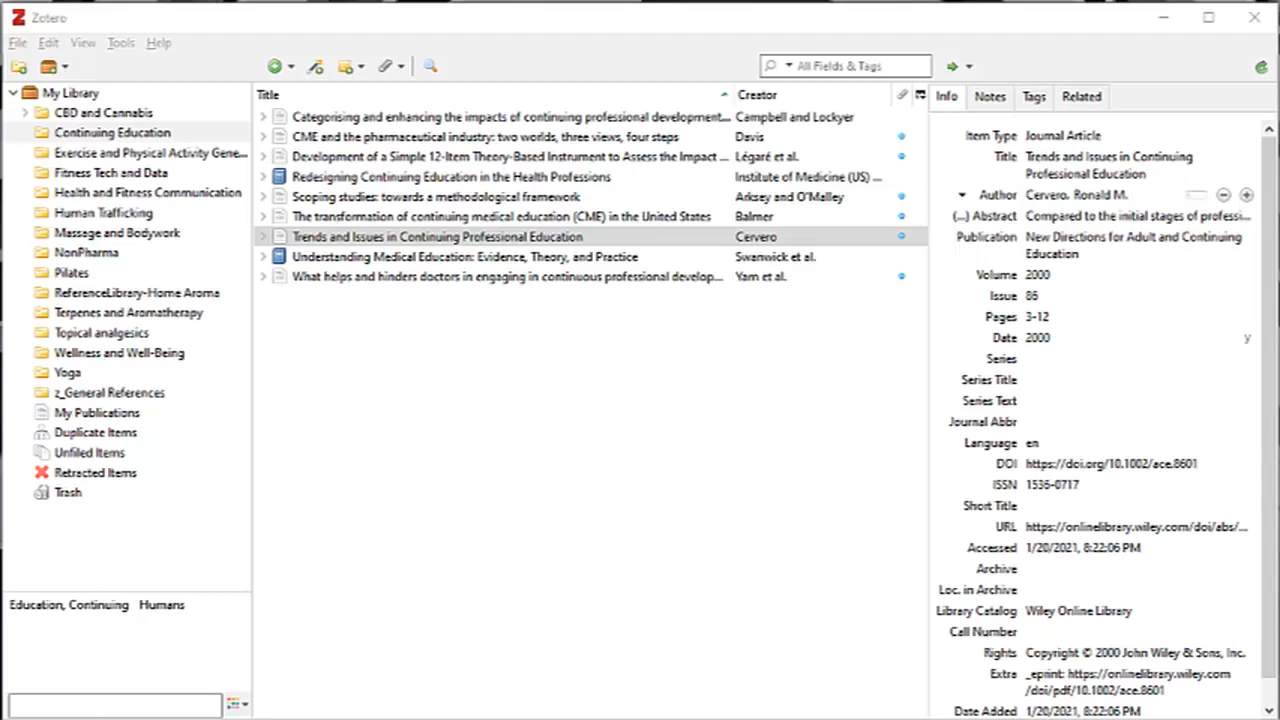 Zotero
File Edit View Tools Help
All Fields & Tags
My Library
CBD and Cannabis
Continuing Education
Exercise and Physical Activity Gene...
Fitness Tech and Data
Health and Fitness Communication
Human Trafficking
Massage and Bodywork
NonPharma
Pilates
ReferenceLibrary-Home Aroma
Terpenes and Aromatherapy
Topical analgesics
Wellness and Well-Being
Yoga
z_General References
My Publications
Duplicate Items
Unfiled Items
Retracted Items
Trash
Education, Continuing Humans
Title Creator
Categorising and enhancing the impacts of continuing professional development... Campbell and Lockyer
CME and the pharmaceutical industry: two worlds, three views, four steps Davis
Development of a Simple 12-Item Theory-Based Instrument to Assess the Impact ... Légaré et al.
Redesigning Continuing Education in the Health Professions Institute of Medicine (US) ...
Scoping studies: towards a methodological framework Arksey and O'Malley
The transformation of continuing medical education (CME) in the United States Balmer
Trends and Issues in Continuing Professional Education Cervero
Understanding Medical Education: Evidence, Theory, and Practice Swanwick et al.
What helps and hinders doctors in engaging in continuous professional develop... Yam et al.
Info Notes Tags Related
Item Type Journal Article
Title Trends and Issues in Continuing
Professional Education
Author Cervero, Ronald M.
(...) Abstract Compared to the initial stages of professi...
Publication New Directions for Adult and Continuing
Education
Volume 2000
Issue 86
Pages 3-12
Date 2000 y
Series
Series Title
Series Text
Journal Abbr
Language en
DOI https://doi.org/10.1002/ace.8601
ISSN 1536-0717
Short Title
URL https://onlinelibrary.wiley.com/doi/abs/...
Accessed 1/20/2021, 8:22:06 PM
Archive
Loc. in Archive
Library Catalog Wiley Online Library
Call Number
Rights Copyright © 2000 John Wiley & Sons, Inc.
Extra _eprint: https://onlinelibrary.wiley.com
/doi/pdf/10.1002/ace.8601
Date Added 1/20/2021, 8:22:06 PM